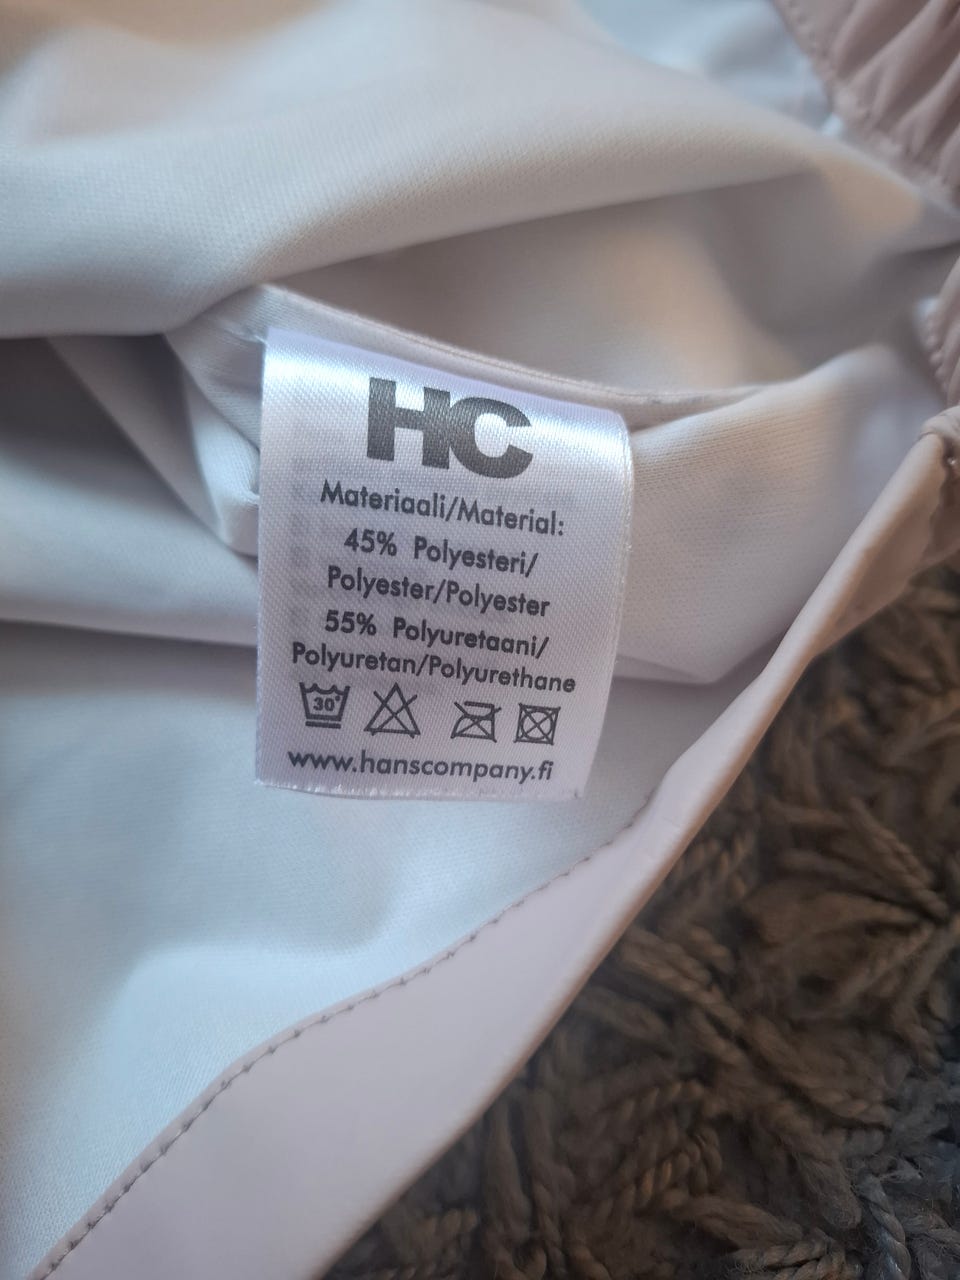 HC
Materiaali/Material:
45% Polyesteri/
Polyester/Polyester
55% Polyuretaani/
Polyuretan/Polyurethane
30°
www.hanscompany.fi